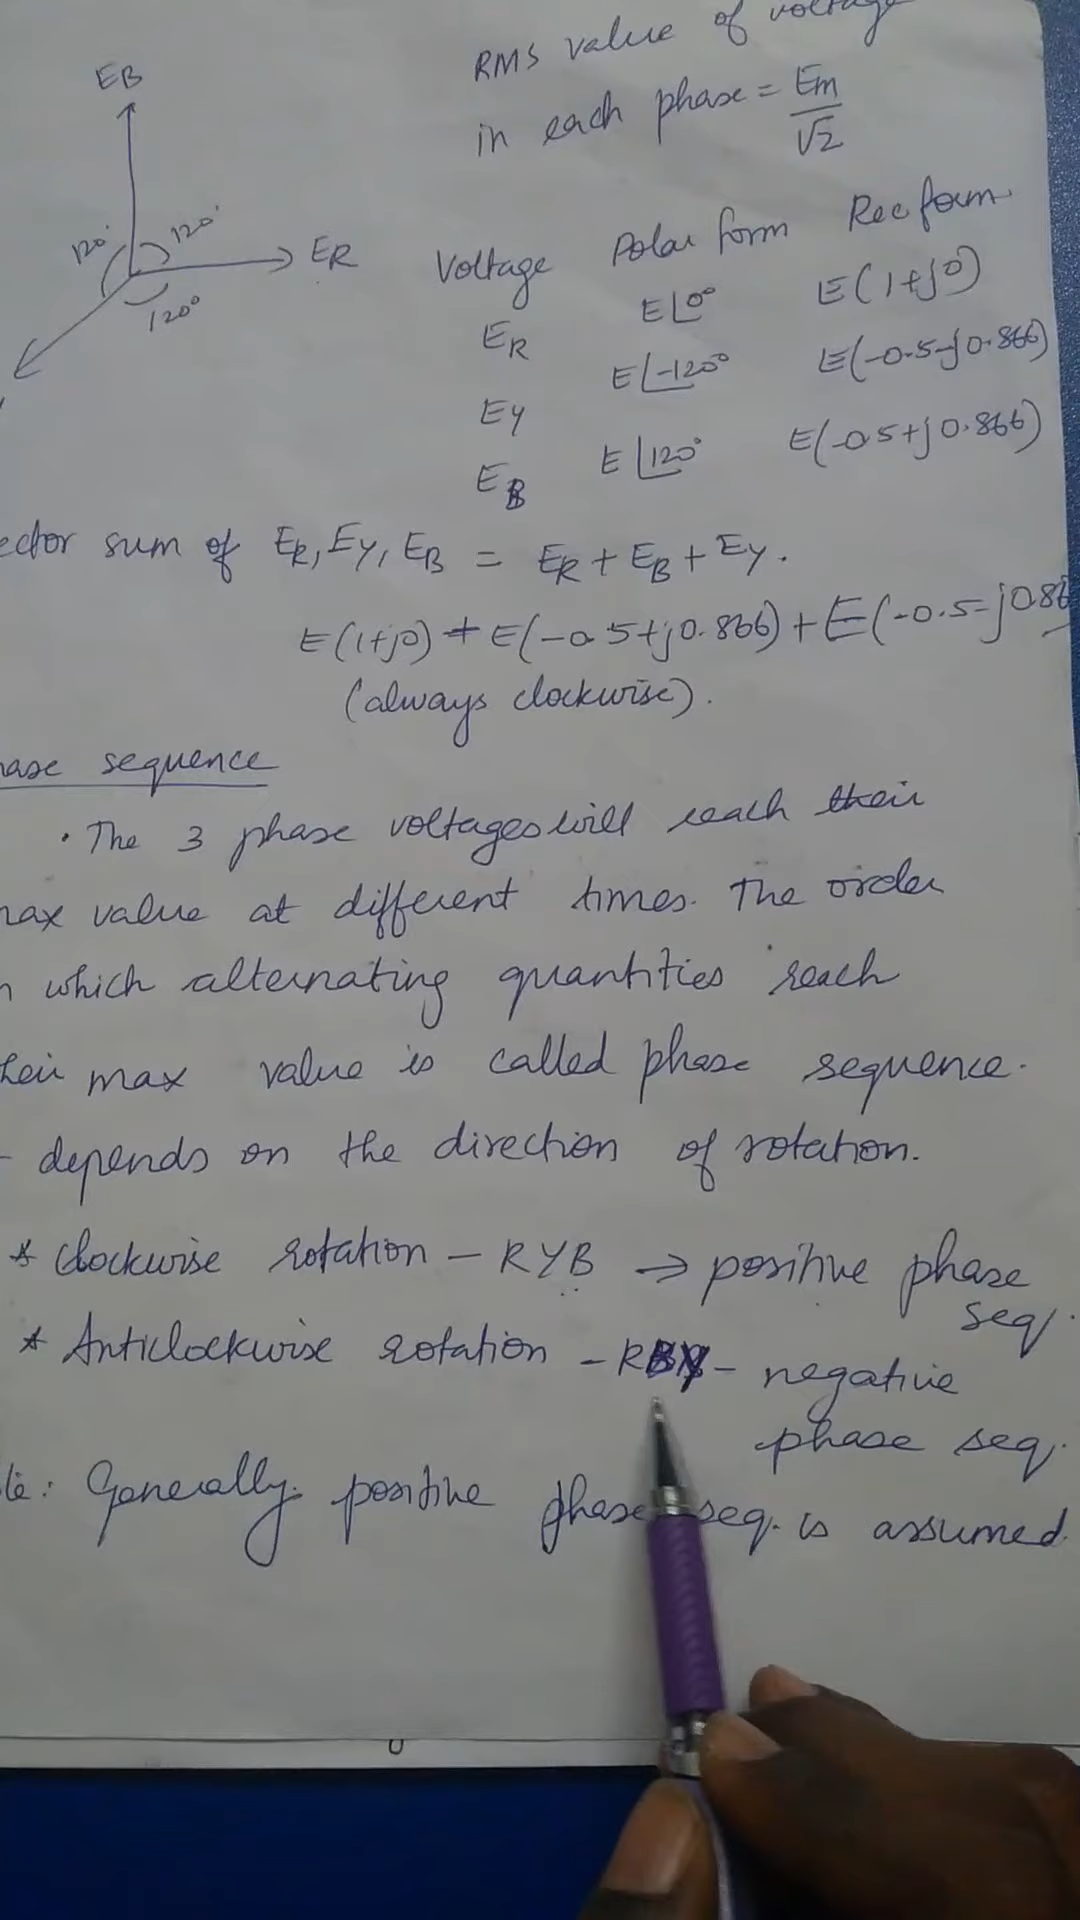 RMS value of voltage
in each phase = Em/√2
EB
120°
120°
ER
120°
Voltage Polar form Rec form
ER E∠0° E(1+j0)
EY E∠-120° E(-0.5-j0.866)
EB E∠120° E(-0.5+j0.866)
ector sum of ER, EY, EB = ER + EB + EY.
E(1+j0) + E(-0.5+j0.866) + E(-0.5-j0.86
(always clockwise).
ase sequence
• The 3 phase voltages will reach their
max value at different times. The order
n which alternating quantities reach
heir max value is called phase sequence.
- depends on the direction of rotation.
* Clockwise rotation - RYB → positive phase
seq.
* Anticlockwise rotation - RBY - negative
phase seq.
te: Generally positive phase seq. is assumed.